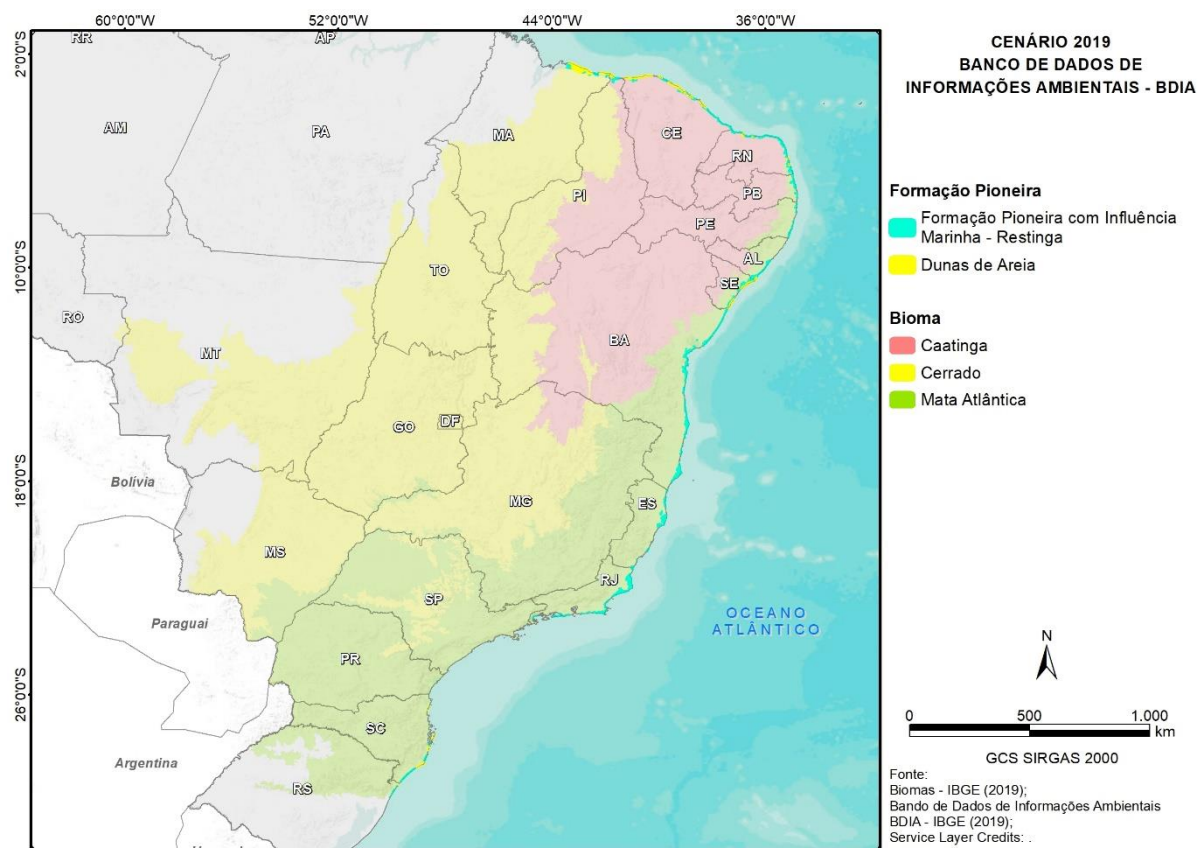 60°0'0"W
52°0'0"W
44°0'0"W
36°0'0"W
2°0'0"S
10°0'0"S
18°0'0"S
26°0'0"S
RR
AP
AM
PA
MA
CE
RN
PB
PI
PE
AL
SE
TO
RO
MT
BA
GO
DF
Bolívia
MG
ES
MS
SP
RJ
Paraguai
PR
SC
Argentina
RS
OCEANO
ATLÂNTICO
CENÁRIO 2019
BANCO DE DADOS DE
INFORMAÇÕES AMBIENTAIS - BDIA
Formação Pioneira
Formação Pioneira com Influência
Marinha - Restinga
Dunas de Areia
Bioma
Caatinga
Cerrado
Mata Atlântica
N
0 500 1.000
km
GCS SIRGAS 2000
Fonte:
Biomas - IBGE (2019);
Bando de Dados de Informações Ambientais
BDIA - IBGE (2019);
Service Layer Credits: .